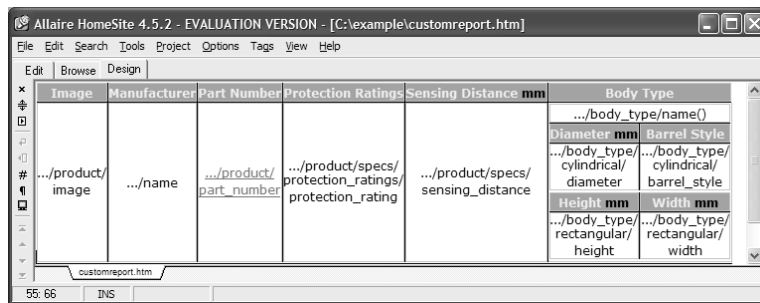 Allaire HomeSite 4.5.2 - EVALUATION VERSION - [C:\example\customreport.htm]
File Edit Search Tools Project Options Tags View Help
Edit Browse Design
Image Manufacturer Part Number Protection Ratings Sensing Distance mm Body Type
.../body_type/name()
Diameter mm Barrel Style
.../product/
image
.../name
.../product/
part_number
.../product/specs/
protection_ratings/
protection_rating
.../product/specs/
sensing_distance
.../body_type/
cylindrical/
diameter
.../body_type/
cylindrical/
barrel_style
Height mm Width mm
.../body_type/
rectangular/
height
.../body_type/
rectangular/
width
customreport.htm
55: 66 INS